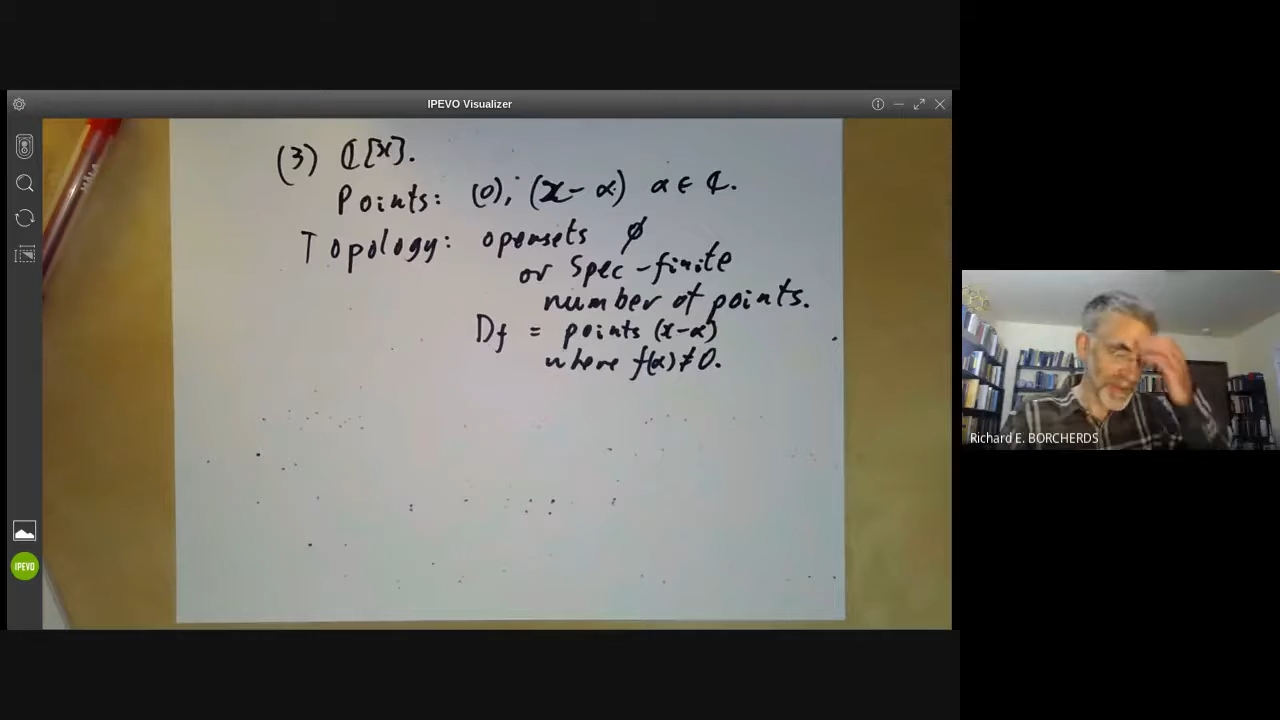 IPEVO Visualizer
(3) ℂ[x].
Points: (0), (x-α) α ∈ ℂ.
Topology: opensets ∅
or Spec - finite
number of points.
Df = points (x-α)
where f(α) ≠ 0.
Richard E. BORCHERDS
IPEVO